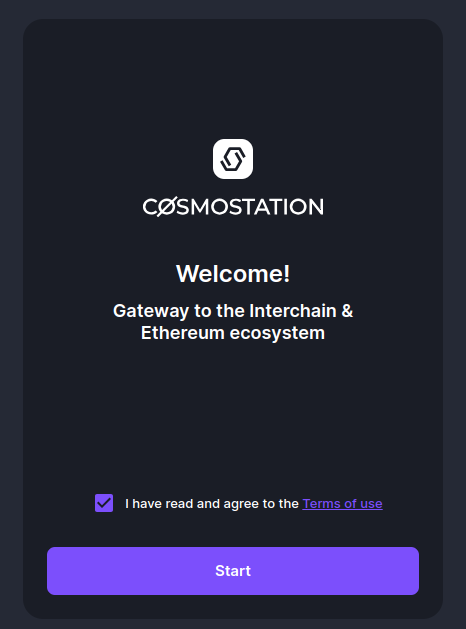 CØSMOSTATION
Welcome!
Gateway to the Interchain &
Ethereum ecosystem
I have read and agree to the Terms of use
Start